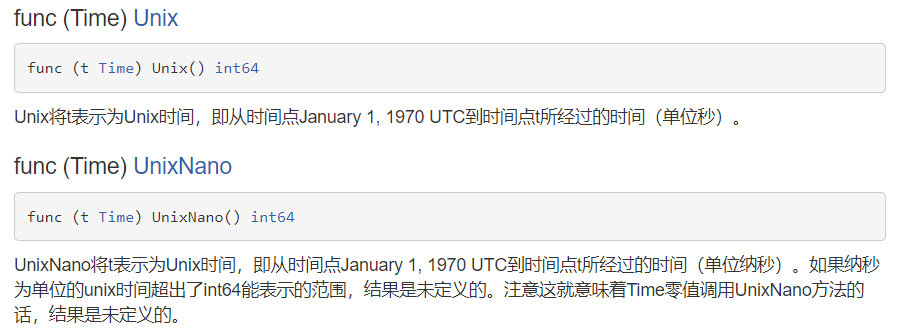 func (Time) Unix
func (t Time) Unix() int64
Unix将t表示为Unix时间，即从时间点January 1, 1970 UTC到时间点t所经过的时间（单位秒）。
func (Time) UnixNano
func (t Time) UnixNano() int64
UnixNano将t表示为Unix时间，即从时间点January 1, 1970 UTC到时间点t所经过的时间（单位纳秒）。如果纳秒
为单位的unix时间超出了int64能表示的范围，结果是未定义的。注意这就意味着Time零值调用UnixNano方法的
话，结果是未定义的。